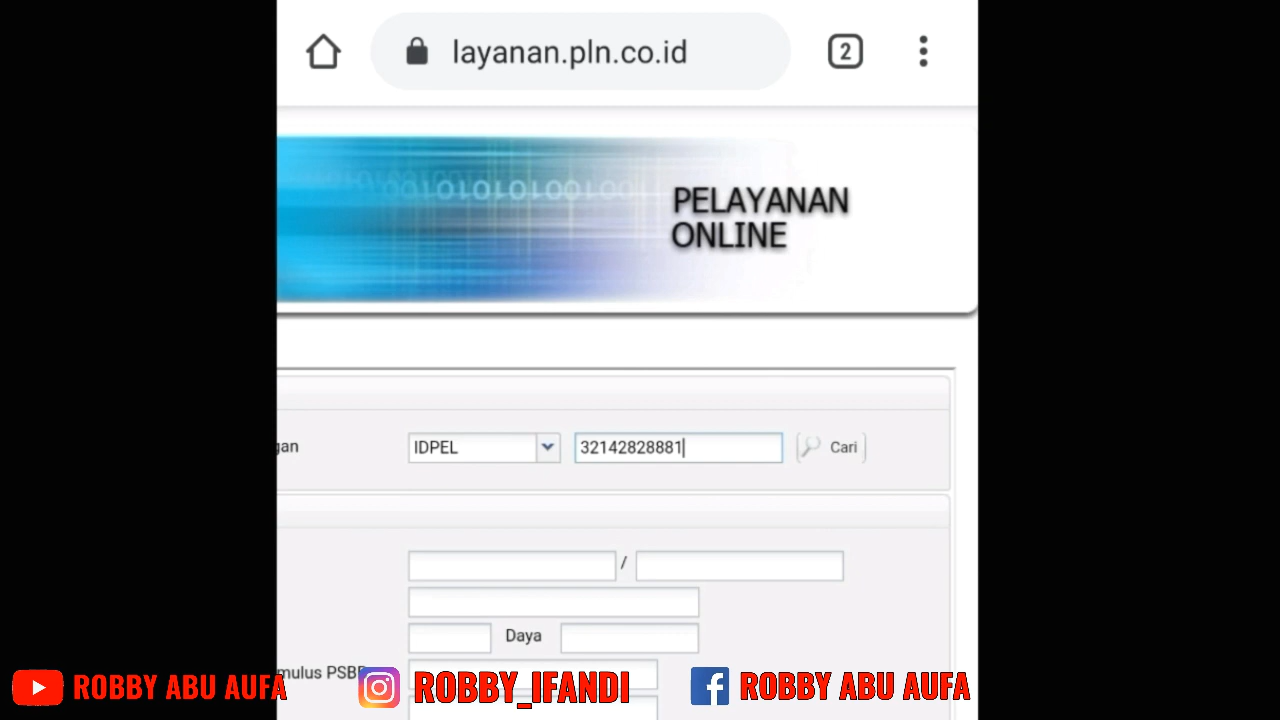 layanan.pln.co.id
2
PELAYANAN
ONLINE
gan
IDPEL
32142828881
Cari
/
Daya
mulus PSB
ROBBY ABU AUFA
ROBBY_IFANDI
ROBBY ABU AUFA